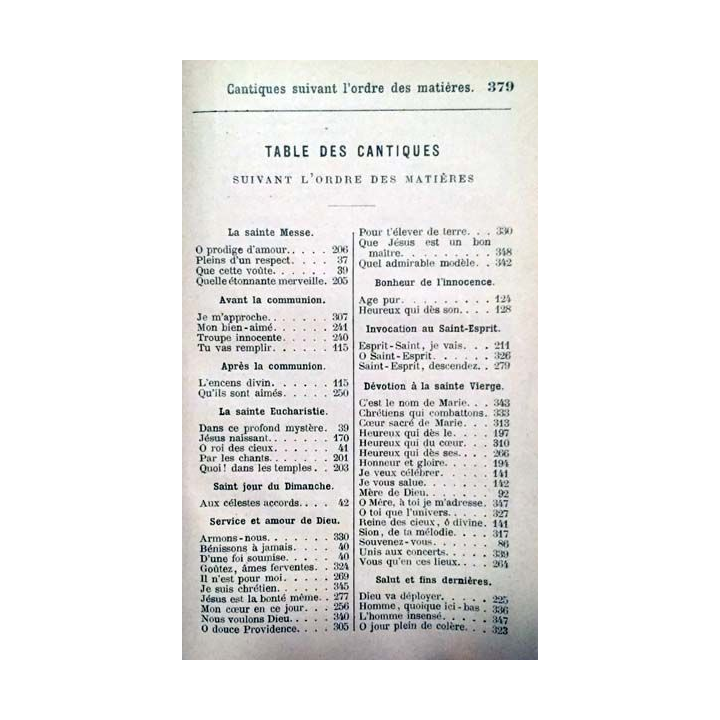 Cantiques suivant l'ordre des matières. 379
TABLE DES CANTIQUES
SUIVANT L'ORDRE DES MATIÈRES
La sainte Messe.
O prodige d'amour. . . . . 206
Pleins d'un respect. . . . . 37
Que cette voûte. . . . . . . 39
Quelle étonnante merveille. 205
Avant la communion.
Je m'approche. . . . . . . 307
Mon bien-aimé. . . . . . . 241
Troupe innocente. . . . . . 240
Tu vas remplir. . . . . . . 115
Après la communion.
L'encens divin. . . . . . . 115
Qu'ils sont aimés. . . . . . 250
La sainte Eucharistie.
Dans ce profond mystère. 39
Jésus naissant. . . . . . . 170
O roi des cieux. . . . . . . 41
Par les chants. . . . . . . 201
Quoi! dans les temples. . . 203
Saint jour du Dimanche.
Aux célestes accords. . . . 42
Service et amour de Dieu.
Armons-nous. . . . . . . . 330
Bénissons à jamais. . . . . 40
D'une foi soumise. . . . . 40
Goûtez, âmes ferventes. . 324
Il n'est pour moi. . . . . . 269
Je suis chrétien. . . . . . . 345
Jésus est la bonté même. . 277
Mon cœur en ce jour. . . . 256
Nous voulons Dieu. . . . . 340
O douce Providence. . . . 305
Pour t'élever de terre. . . 330
Que Jésus est un bon
maître. . . . . . . . . . 348
Quel admirable modèle. . 342
Bonheur de l'innocence.
Age pur. . . . . . . . . . 124
Heureux qui dès son. . . . 128
Invocation au Saint-Esprit.
Esprit-Saint, je vais. . . . 211
O Saint-Esprit. . . . . . . 326
Saint-Esprit, descendez. . 279
Dévotion à la sainte Vierge.
C'est le nom de Marie. . . 343
Chrétiens qui combattons. 333
Cœur sacré de Marie. . . . 313
Heureux qui dès le. . . . . 197
Heureux qui du cœur. . . 310
Heureux qui dès ses. . . . 266
Honneur et gloire. . . . . 194
Je veux célébrer. . . . . . 141
Je vous salue. . . . . . . . 142
Mère de Dieu. . . . . . . . 92
O Mère, à toi je m'adresse. 347
O toi que l'univers. . . . . 327
Reine des cieux, ô divine. 141
Sion, de ta mélodie. . . . . 317
Souvenez-vous. . . . . . . 86
Unis aux concerts. . . . . 339
Vous qu'en ces lieux. . . . 264
Salut et fins dernières.
Dieu va déployer. . . . . . 225
Homme, quoique ici-bas . 336
L'homme insensé. . . . . . 347
O jour plein de colère. . . 323